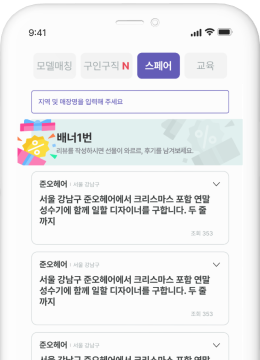 9:41
모델매칭 구인구직 N 스페어 교육
지역 및 매장명을 입력해 주세요
배너1번
리뷰를 작성하시면 선물이 와르르, 후기를 남겨보세요.
준오헤어 | 서울 강남구
서울 강남구 준오헤어에서 크리스마스 포함 연말
성수기에 함께 일할 디자이너를 구합니다. 두 줄
까지
조회 353
준오헤어 | 서울 강남구
서울 강남구 준오헤어에서 크리스마스 포함 연말
성수기에 함께 일할 디자이너를 구합니다. 두 줄
까지
조회 353
준오헤어 | 서울 강남구
서울 강남구 준오헤어에서 크리스마스 포함 연말